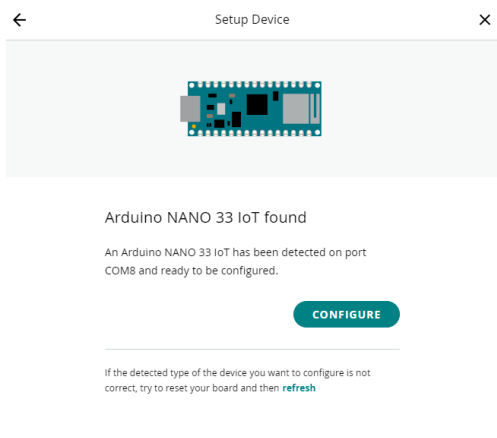 Setup Device
Arduino NANO 33 IoT found
An Arduino NANO 33 IoT has been detected on port
COM8 and ready to be configured.
CONFIGURE
If the detected type of the device you want to configure is not
correct, try to reset your board and then refresh